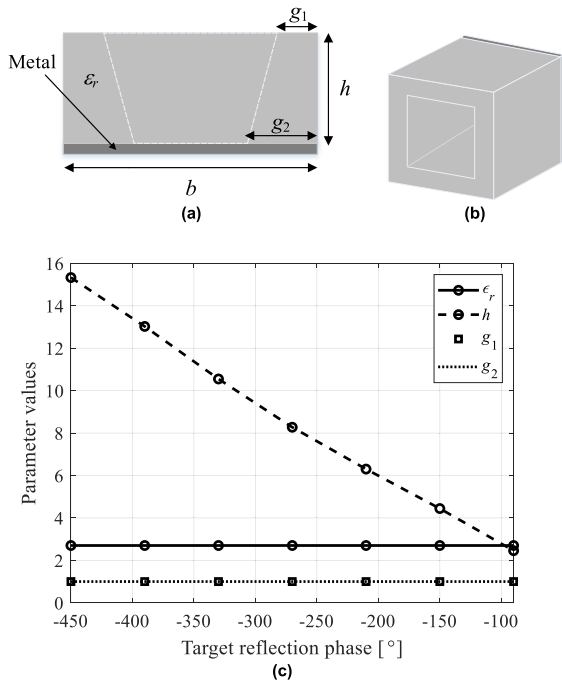 g1
Metal
εr
h
g2
b
(a)
(b)
16
14
12
10
8
6
4
2
0
Parameter values
ϵr
h
g1
g2
-450
-400
-350
-300
-250
-200
-150
-100
Target reflection phase [°]
(c)